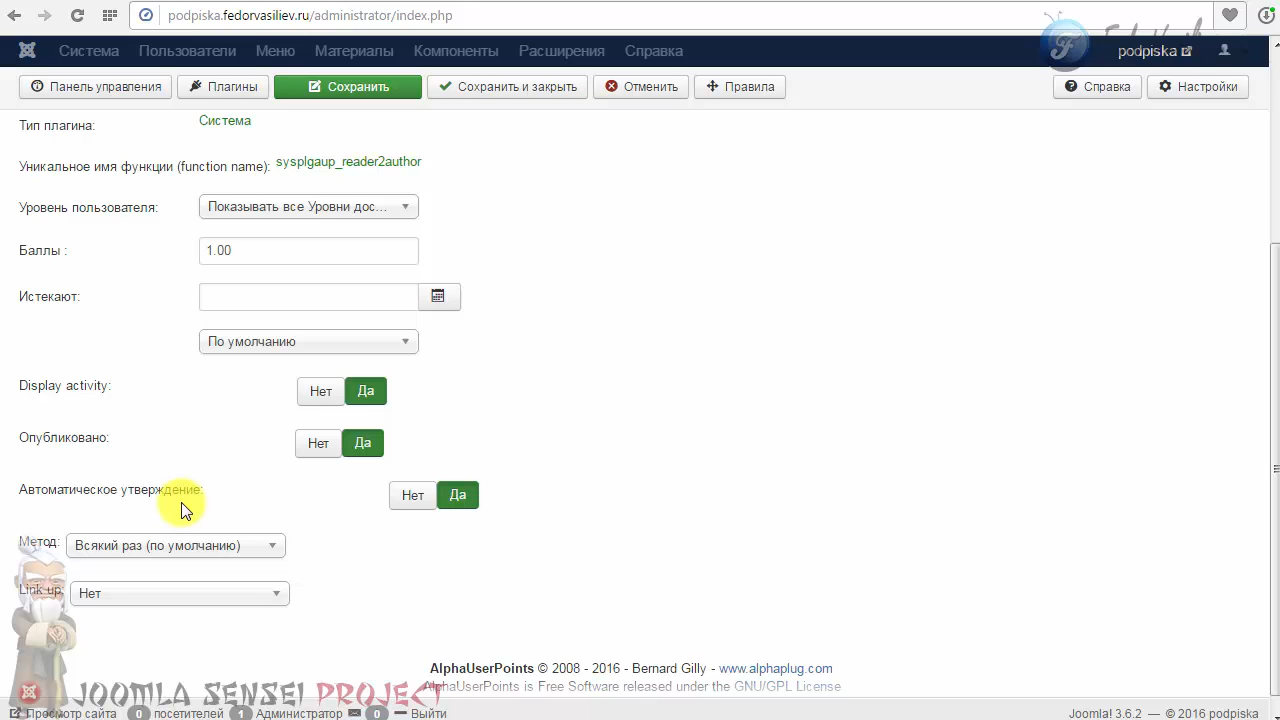 podpiska.fedorvasiliev.ru/administrator/index.php
Система Пользователи Меню Материалы Компоненты Расширения Справка podpiska
Панель управления Плагины Сохранить Сохранить и закрыть Отменить Правила Справка Настройки
Тип плагина: Система
Уникальное имя функции (function name): sysplgaup_reader2author
Уровень пользователя: Показывать все Уровни дос...
Баллы : 1.00
Истекают:
По умолчанию
Display activity: Нет Да
Опубликовано: Нет Да
Автоматическое утверждение: Нет Да
Метод: Всякий раз (по умолчанию)
Link up: Нет
AlphaUserPoints © 2008 - 2016 - Bernard Gilly - www.alphaplug.com
AlphaUserPoints is Free Software released under the GNU/GPL License
JOOMLA SENSEI PROJECT
Просмотр сайта 0 посетителей 1 Администратор 0 Выйти Joomla! 3.6.2 — © 2016 podpiska